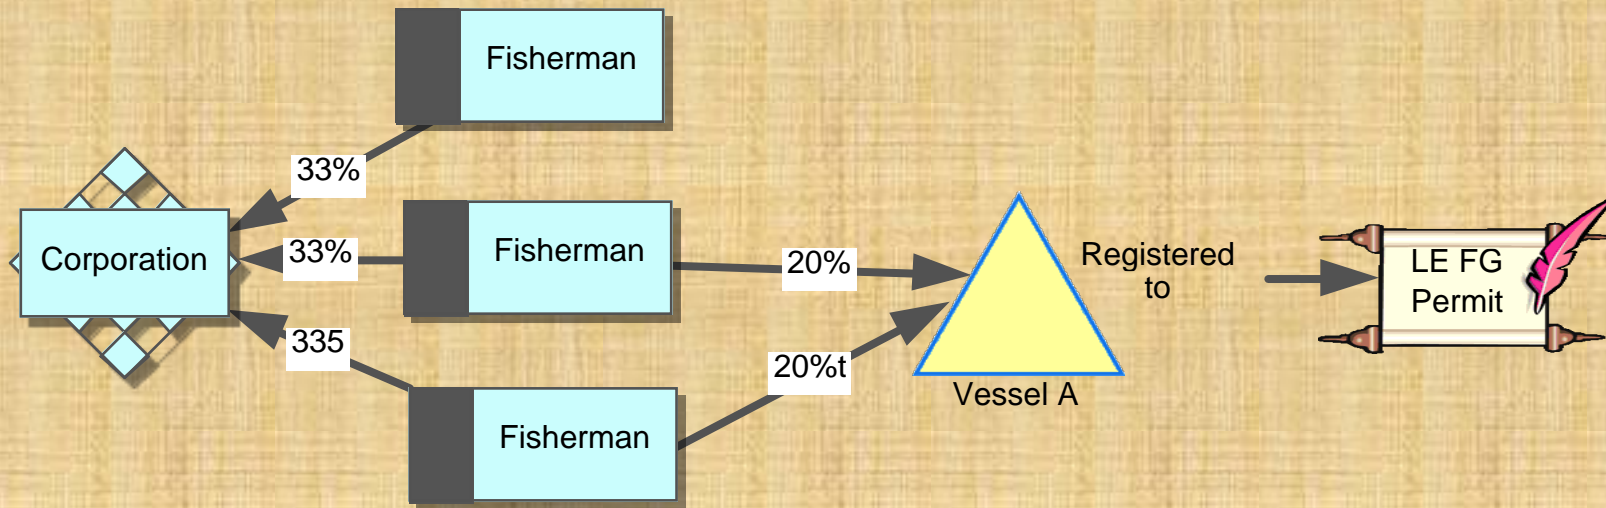 Fisherman
33%
Corporation
33%
Fisherman
20%
Registered
to
LE FG
Permit
335
20%t
Vessel A
Fisherman